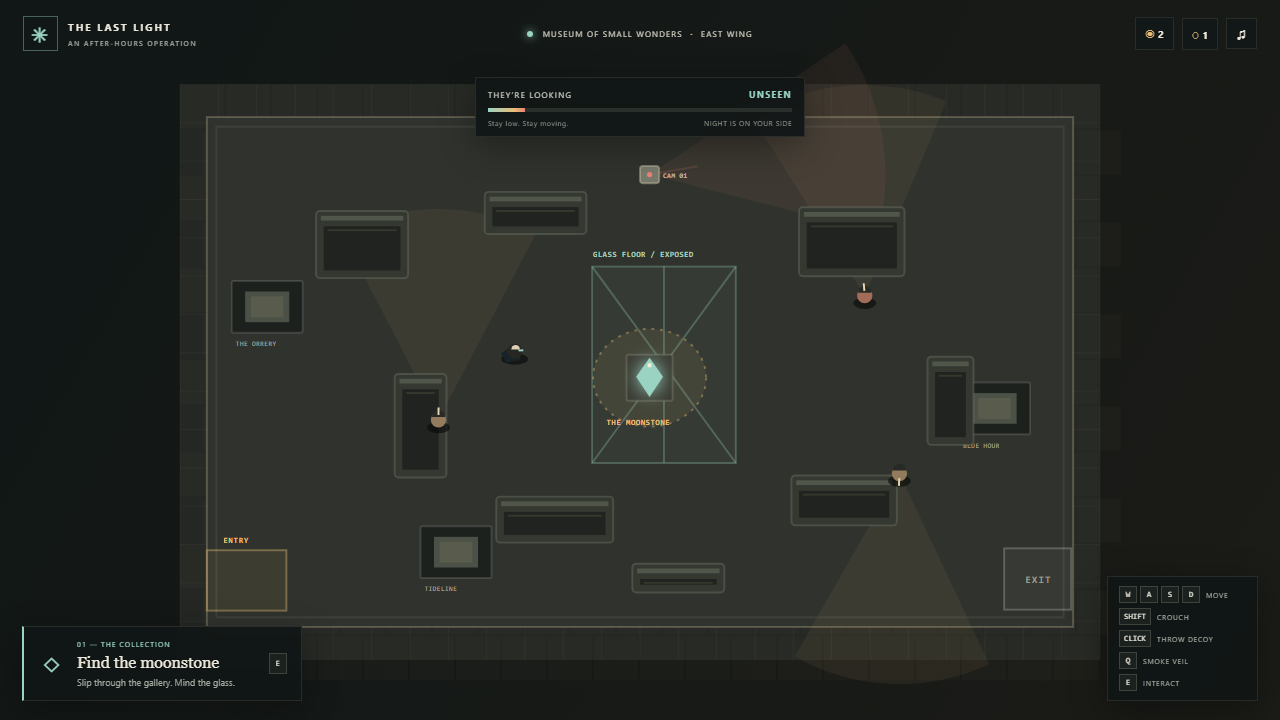 THE LAST LIGHT
AN AFTER-HOURS OPERATION
MUSEUM OF SMALL WONDERS · EAST WING
2
1
THEY'RE LOOKING
UNSEEN
Stay low. Stay moving.
NIGHT IS ON YOUR SIDE
CAM 01
GLASS FLOOR / EXPOSED
THE ORRERY
THE MOONSTONE
BLUE HOUR
ENTRY
TIDELINE
EXIT
01 — THE COLLECTION
Find the moonstone
E
Slip through the gallery. Mind the glass.
W A S D MOVE
SHIFT CROUCH
CLICK THROW DECOY
Q SMOKE VEIL
E INTERACT